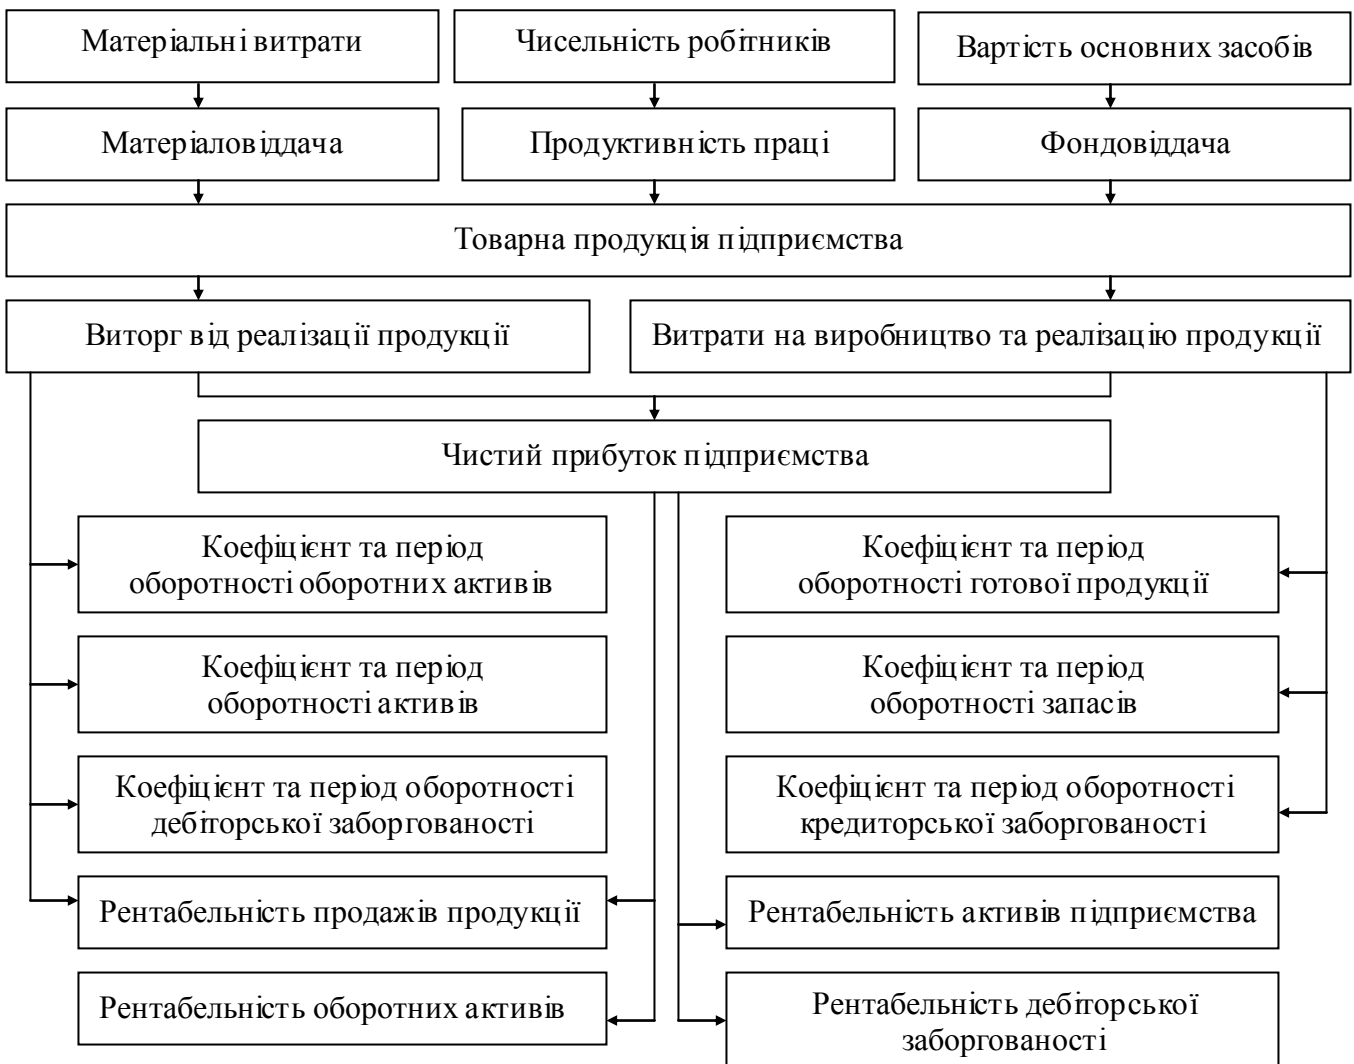 Матеріальні витрати
Чисельність робітників
Вартість основних засобів
Матеріаловіддача
Продуктивність праці
Фондовіддача
Товарна продукція підприємства
Виторг від реалізації продукції
Витрати на виробництво та реалізацію продукції
Чистий прибуток підприємства
Коефіцієнт та період
оборотності оборотних активів
Коефіцієнт та період
оборотності готової продукції
Коефіцієнт та період
оборотності активів
Коефіцієнт та період
оборотності запасів
Коефіцієнт та період оборотності
дебіторської заборгованості
Коефіцієнт та період оборотності
кредиторської заборгованості
Рентабельність продажів продукції
Рентабельність активів підприємства
Рентабельність оборотних активів
Рентабельність дебіторської
заборгованості